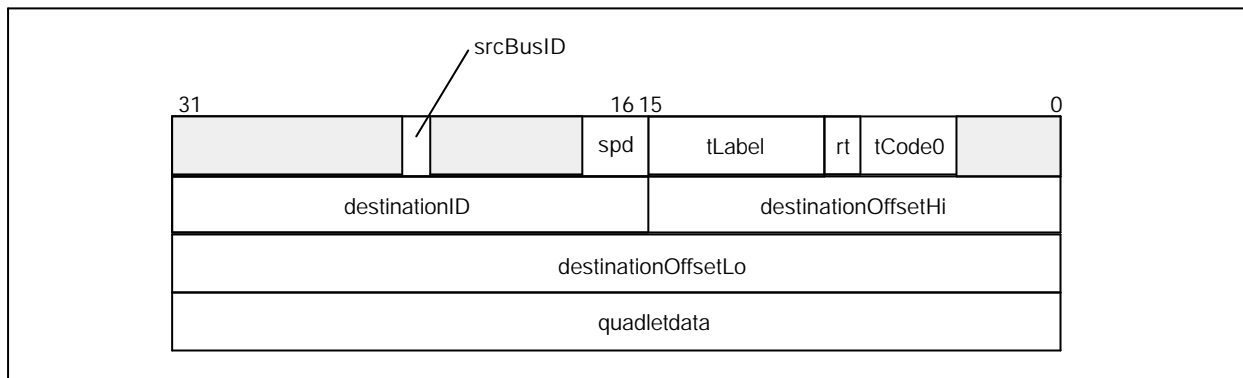 srcBusID
31 16 15 0
spd tLabel rt tCode0
destinationID destinationOffsetHi
destinationOffsetLo
quadletdata